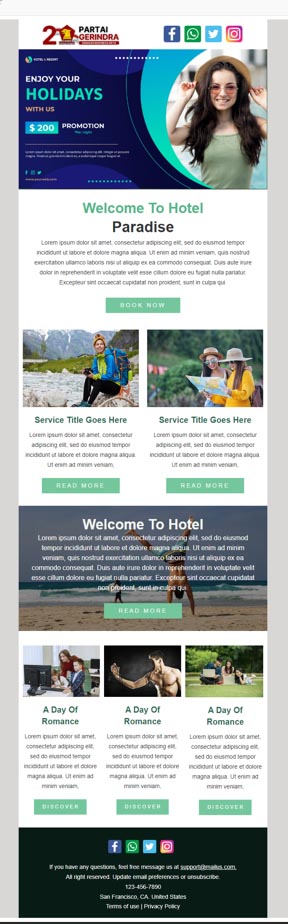 PARTAI
GERINDRA
HOTEL & RESORT
ENJOY YOUR
HOLIDAYS
WITH US
$ 200 PROMOTION
Lorem ipsum dolor sit amet, consectetur adipiscing elit. Integer sit amet
Welcome To Hotel
Paradise
Lorem ipsum dolor sit amet, consectetur adipiscing elit, sed do eiusmod tempor
incididunt ut labore et dolore magna aliqua. Ut enim ad minim veniam, quis nostrud
exercitation ullamco laboris nisi ut aliquip ex ea commodo consequat. Duis aute irure
dolor in reprehenderit in voluptate velit esse cillum dolore eu fugiat nulla pariatur.
Excepteur sint occaecat cupidatat non proident, sunt in culpa qui
BOOK NOW
Service Title Goes Here
Lorem ipsum dolor sit amet, consectetur
adipiscing elit, sed do eiusmod tempor
incididunt ut labore et dolore magna aliqua.
Ut enim ad minim veniam,
READ MORE
Service Title Goes Here
Lorem ipsum dolor sit amet, consectetur
adipiscing elit, sed do eiusmod tempor
incididunt ut labore et dolore magna aliqua.
Ut enim ad minim veniam,
READ MORE
Welcome To Hotel
Lorem ipsum dolor sit amet, consectetur adipiscing elit, sed do eiusmod
tempor incididunt ut labore et dolore magna aliqua. Ut enim ad minim
veniam, quis nostrud exercitation ullamco laboris nisi ut aliquip ex ea
commodo consequat. Duis aute irure dolor in reprehenderit in voluptate velit
esse cillum dolore eu fugiat nulla pariatur. Excepteur sint occaecat cupidatat
non proident, sunt in culpa qui
READ MORE
A Day Of
Romance
Lorem ipsum dolor sit amet,
consectetur adipiscing elit,
sed do eiusmod tempor
incididunt ut labore et dolore
magna aliqua. Ut enim ad
minim veniam,
DISCOVER
A Day Of
Romance
Lorem ipsum dolor sit amet,
consectetur adipiscing elit,
sed do eiusmod tempor
incididunt ut labore et dolore
magna aliqua. Ut enim ad
minim veniam,
DISCOVER
A Day Of
Romance
Lorem ipsum dolor sit amet,
consectetur adipiscing elit,
sed do eiusmod tempor
incididunt ut labore et dolore
magna aliqua. Ut enim ad
minim veniam,
DISCOVER
If you have any questions, feel free message us at support@mailus.com.
All right reserved. Update email preferences or unsubscribe.
123-456-7890
San Francisco, CA. United States
Terms of use | Privacy Policy